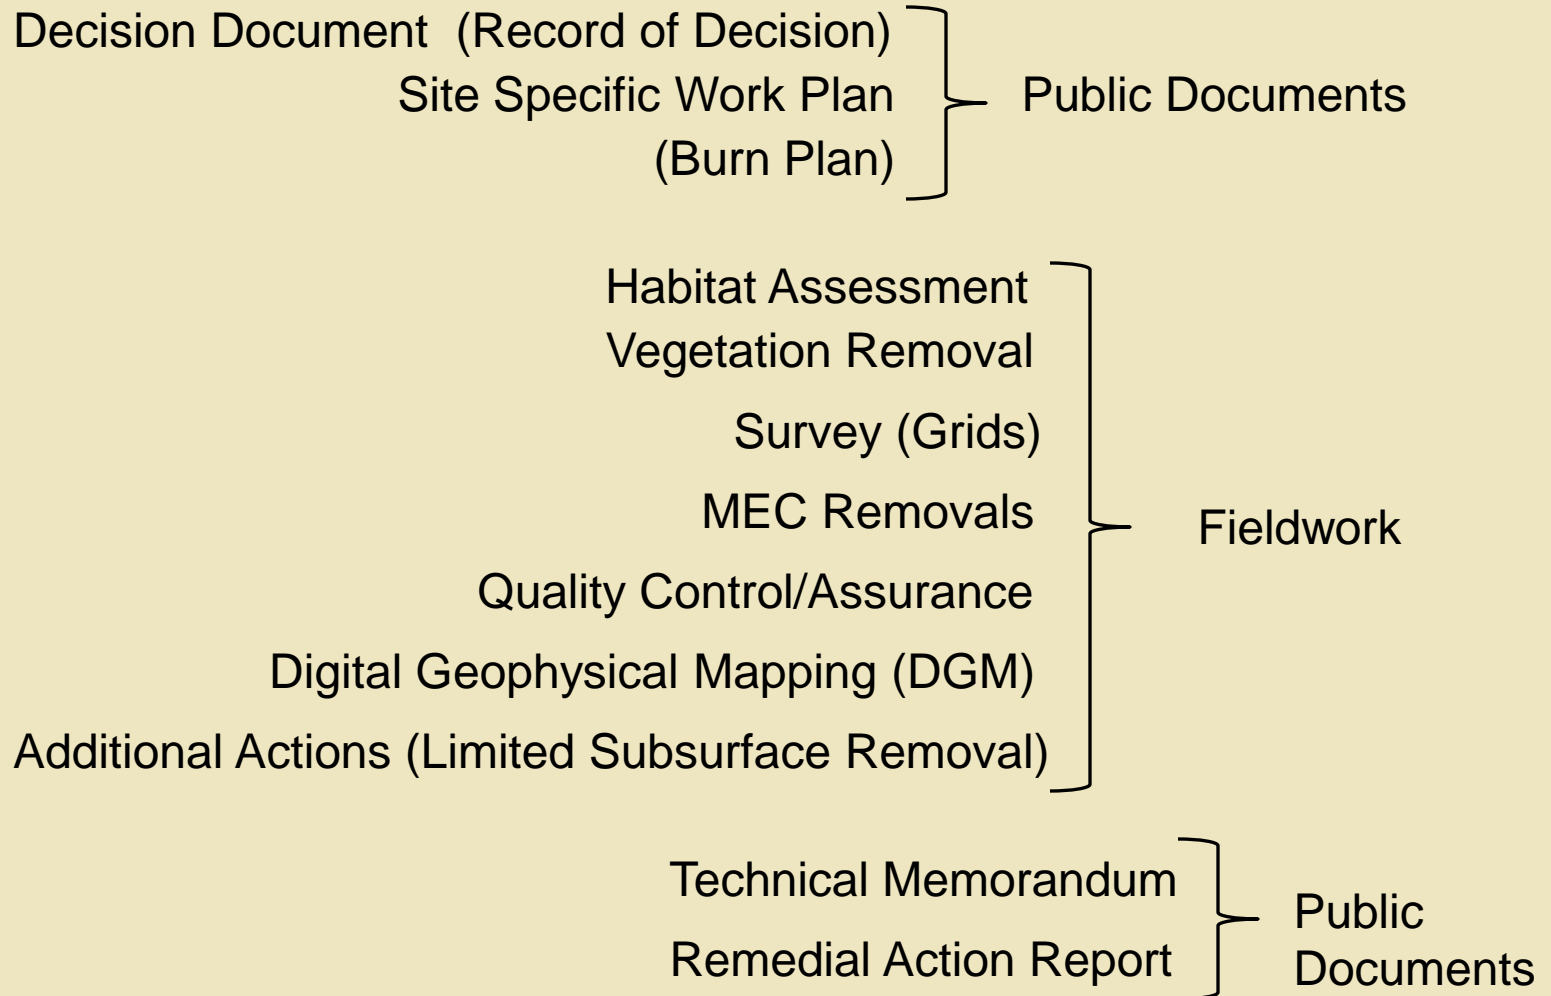 Decision Document  (Record of Decision)
Site Specific Work Plan
(Burn Plan)
Public Documents
Habitat Assessment
Vegetation Removal
Survey (Grids)
MEC Removals
Quality Control/Assurance
Digital Geophysical Mapping (DGM)
Additional Actions (Limited Subsurface Removal)
Fieldwork
Technical Memorandum
Remedial Action Report
Public
Documents